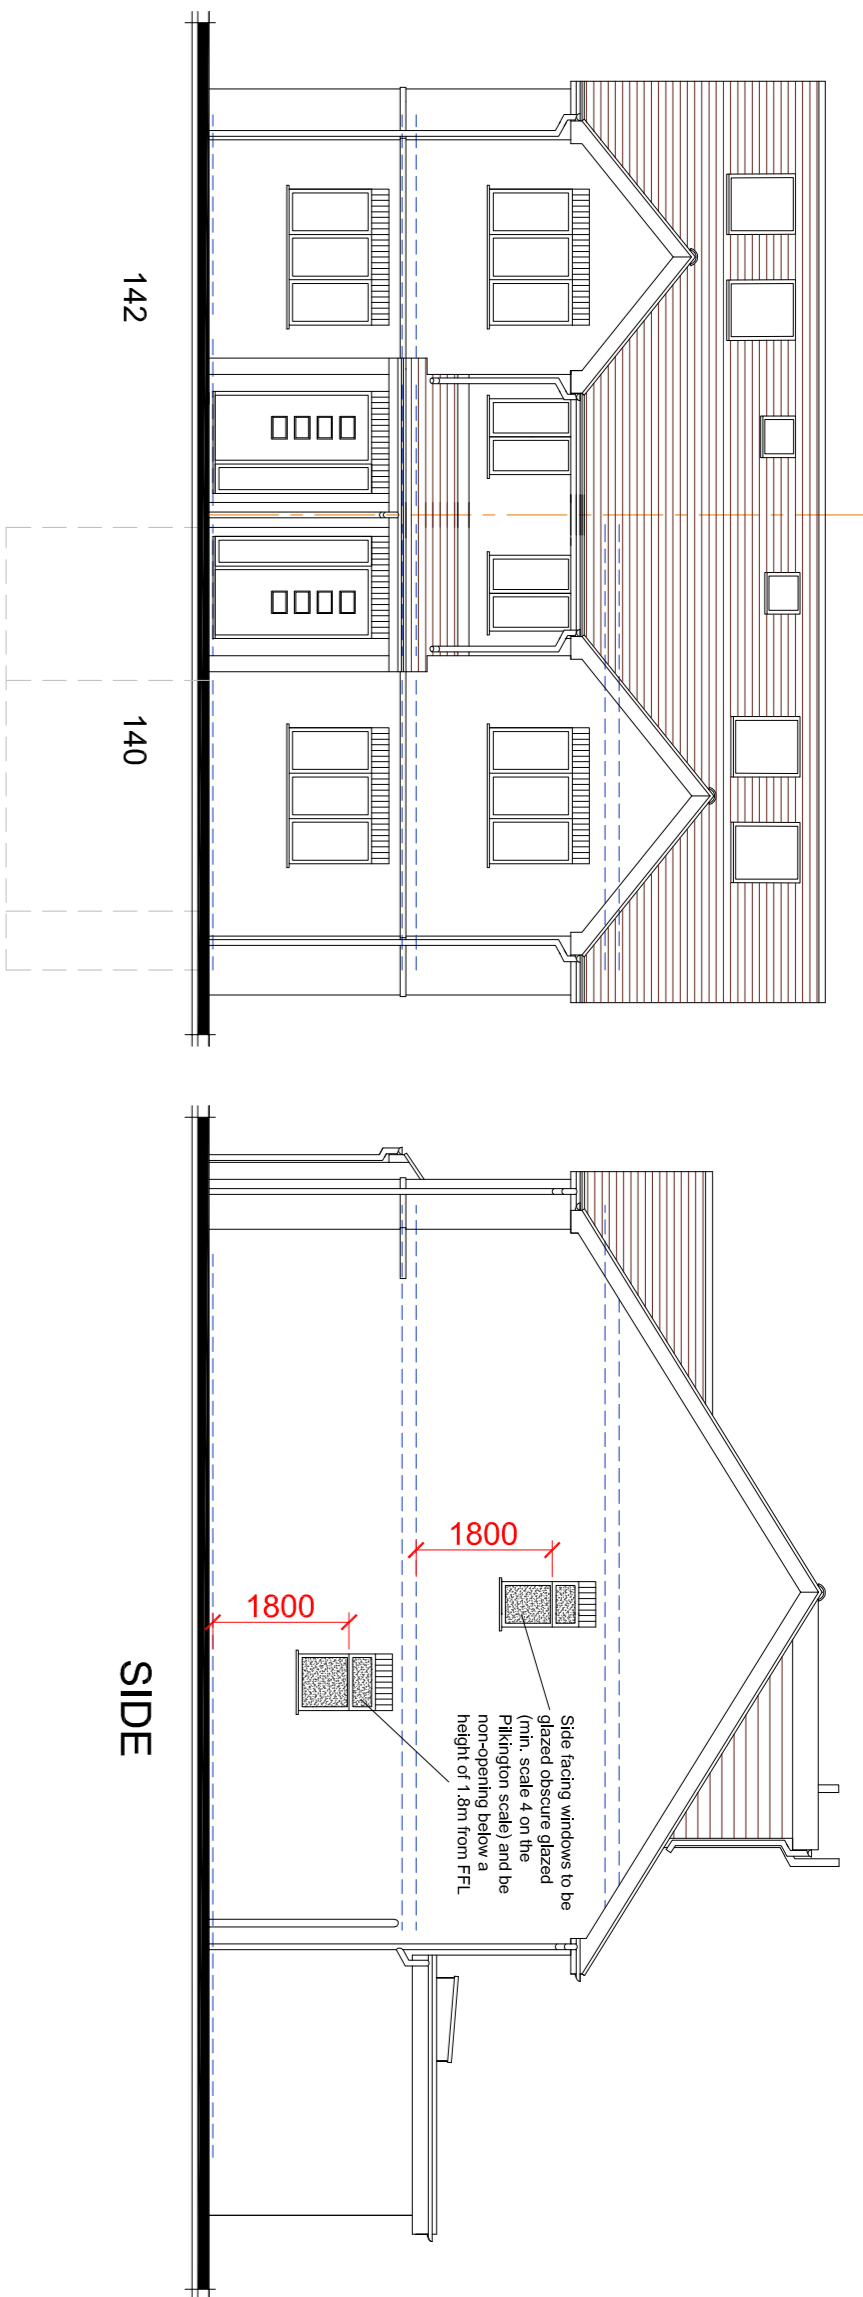 142
140
1800
1800
Side facing windows to be
glazed obscure glazed
(min. scale 4 on the
Pilkington scale) and be
non-opening below a
height of 1.8m from FFL
SIDE